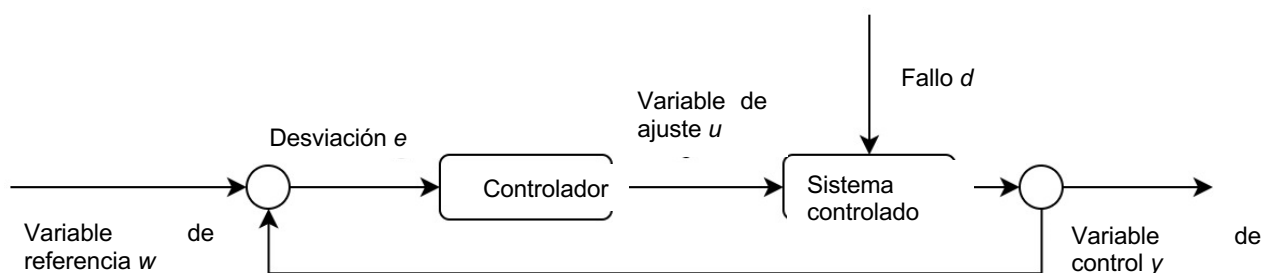 Fallo d
Variable de
ajuste u
Desviación e
Controlador
Sistema
controlado
Variable de
referencia w
Variable de
control y